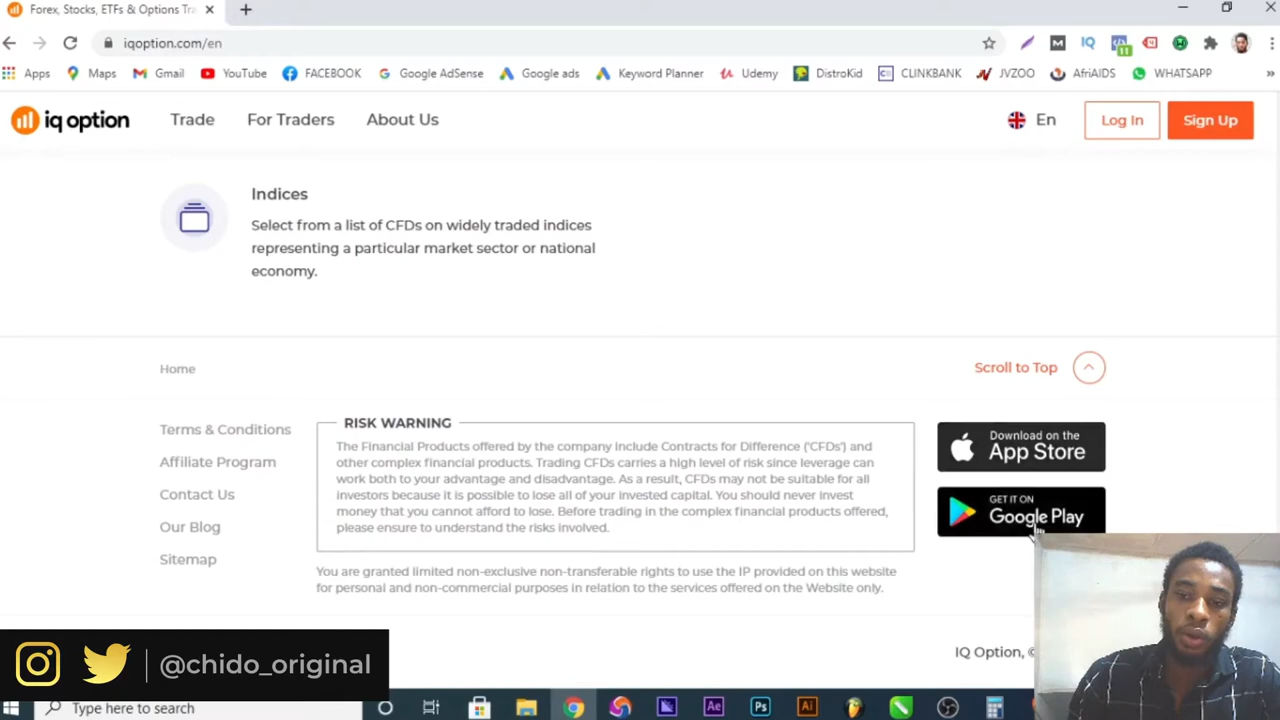 Forex, Stocks, ETFs & Options Tra
iqoption.com/en
11
Apps
Maps
Gmail
YouTube
FACEBOOK
Google AdSense
Google ads
Keyword Planner
Udemy
DistroKid
CLINKBANK
JVZOO
AfriAIDS
WHATSAPP
iq option
Trade
For Traders
About Us
En
Log In
Sign Up
Indices
Select from a list of CFDs on widely traded indices
representing a particular market sector or national
economy.
Home
Scroll to Top
Terms & Conditions
Affiliate Program
Contact Us
Our Blog
Sitemap
RISK WARNING
The Financial Products offered by the company include Contracts for Difference ('CFDs') and
other complex financial products. Trading CFDs carries a high level of risk since leverage can
work both to your advantage and disadvantage. As a result, CFDs may not be suitable for all
investors because it is possible to lose all of your invested capital. You should never invest
money that you cannot afford to lose. Before trading in the complex financial products offered,
please ensure to understand the risks involved.
Download on the
App Store
GET IT ON
Google Play
You are granted limited non-exclusive non-transferable rights to use the IP provided on this website
for personal and non-commercial purposes in relation to the services offered on the Website only.
IQ Option, ©
@chido_original
Type here to search
Ae
Ps
Ai